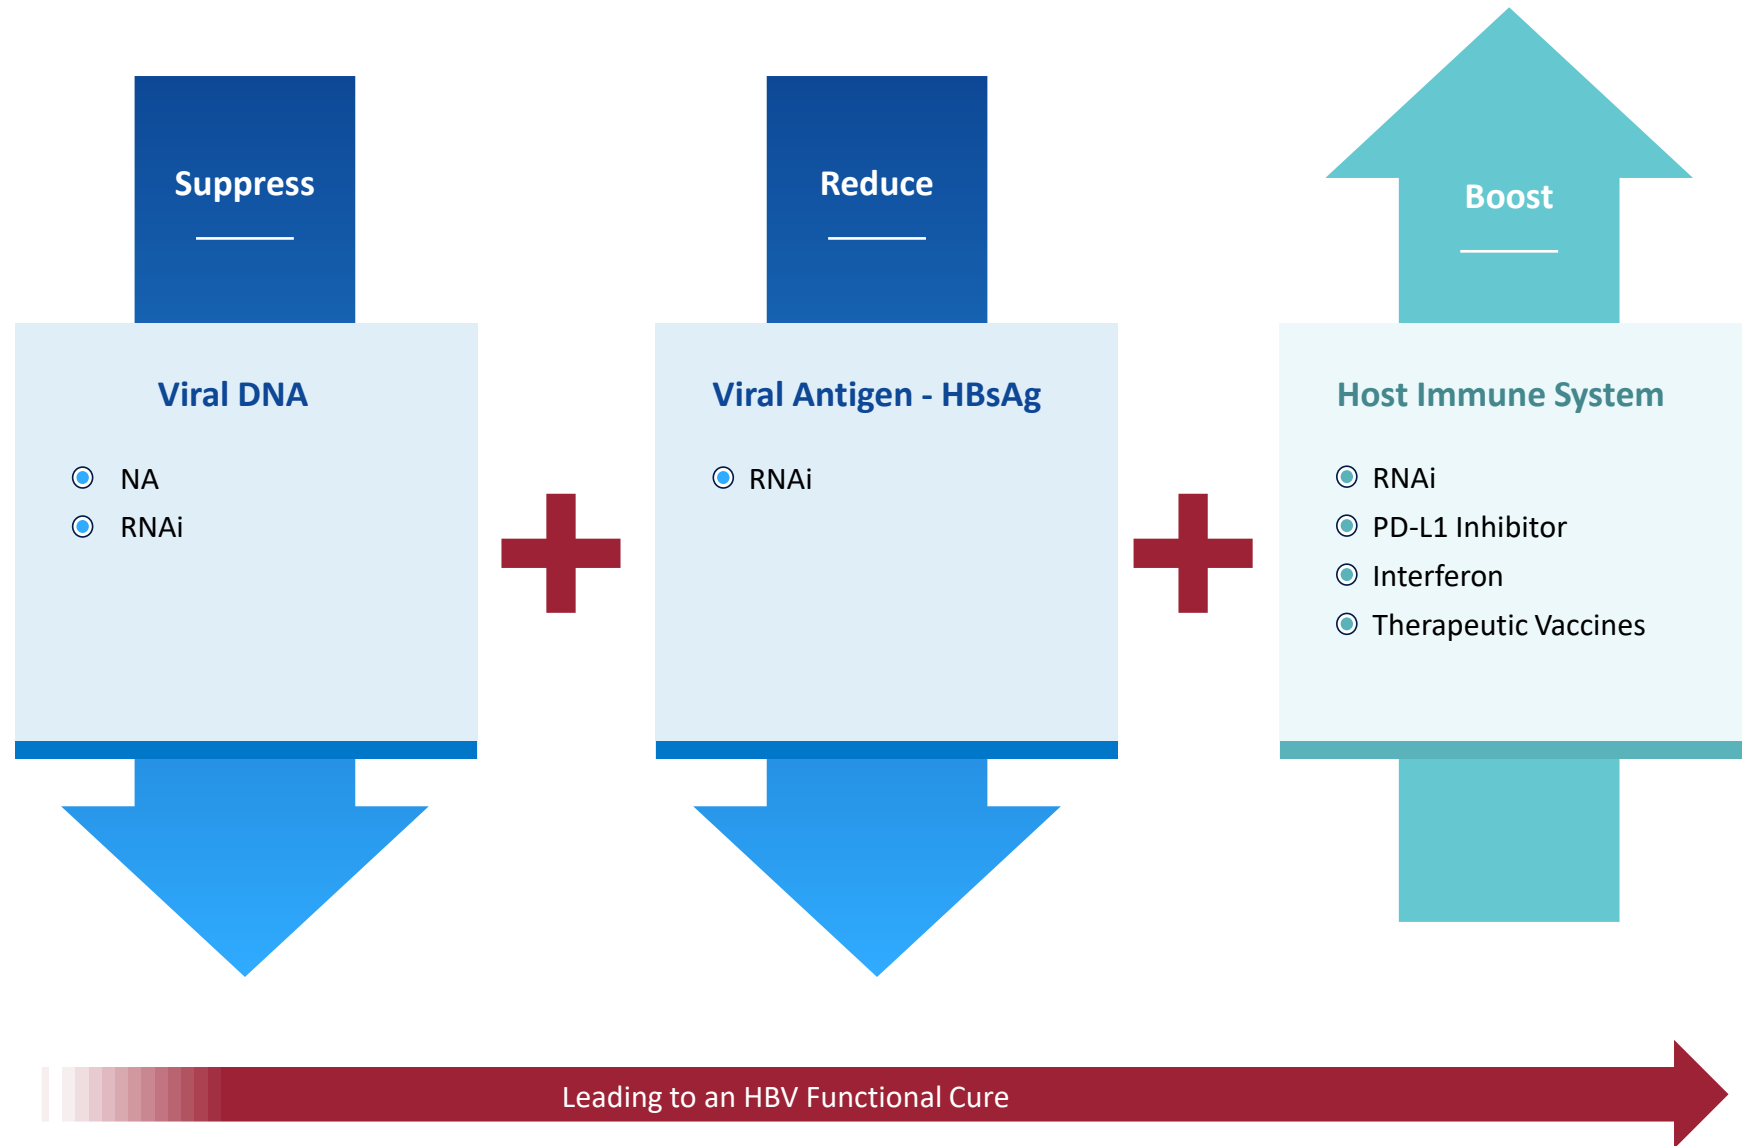 Suppress
Viral DNA
NA
RNAi
Reduce
Viral Antigen - HBsAg
RNAi
Boost
Host Immune System
RNAi
PD-L1 Inhibitor
Interferon
Therapeutic Vaccines
Leading to an HBV Functional Cure